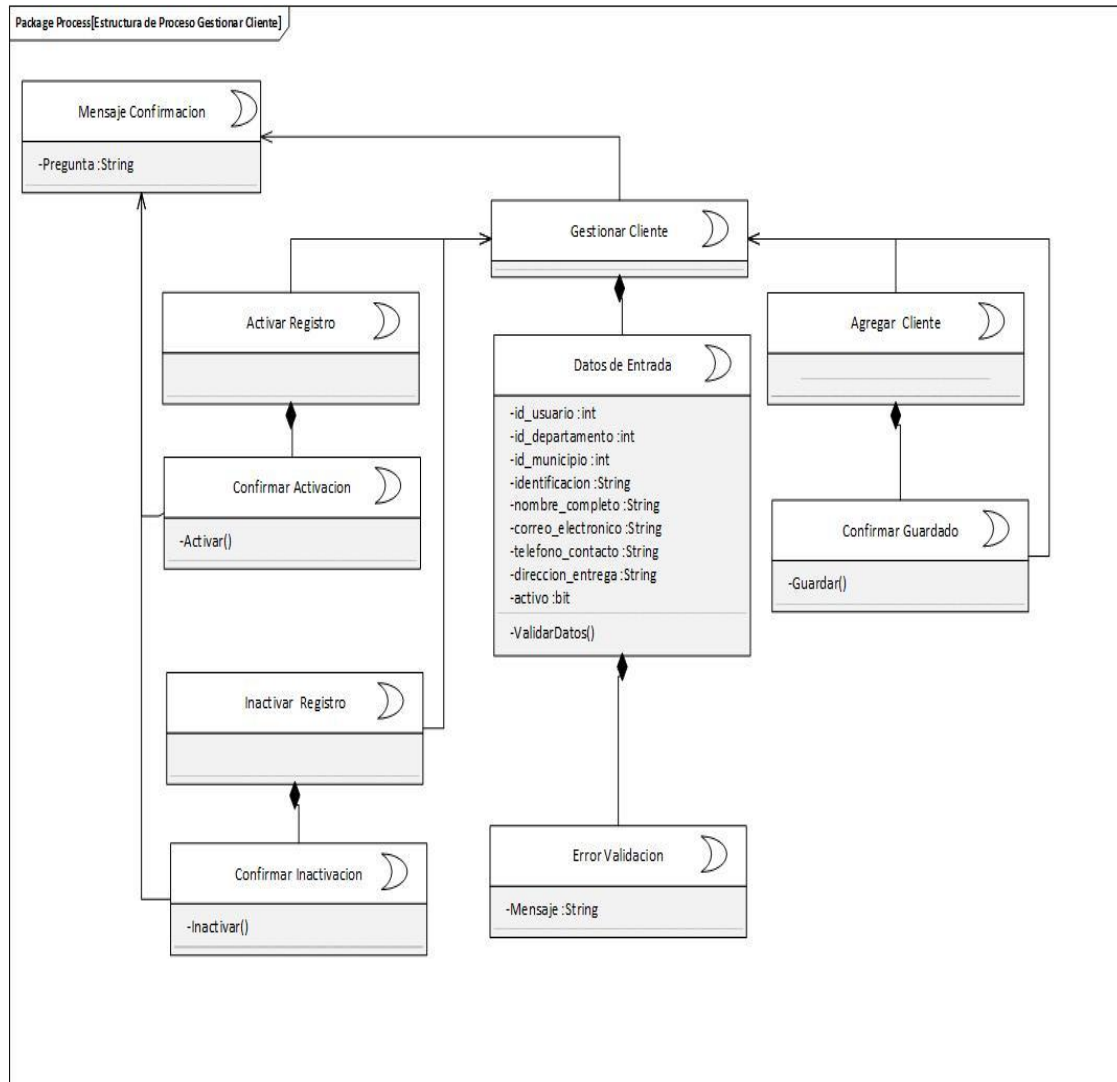 Package Process[Estructura de Proceso Gestionar Cliente]
Mensaje Confirmacion
-Pregunta :String
Gestionar Cliente
Activar Registro
Agregar Cliente
Datos de Entrada
-id_usuario :int
-id_departamento :int
-id_municipio :int
-identificacion :String
-nombre_completo :String
-correo_electronico :String
-telefono_contacto :String
-direccion_entrega :String
-activo :bit
-ValidarDatos()
Confirmar Activacion
-Activar()
Confirmar Guardado
-Guardar()
Inactivar Registro
Confirmar Inactivacion
-Inactivar()
Error Validacion
-Mensaje :String